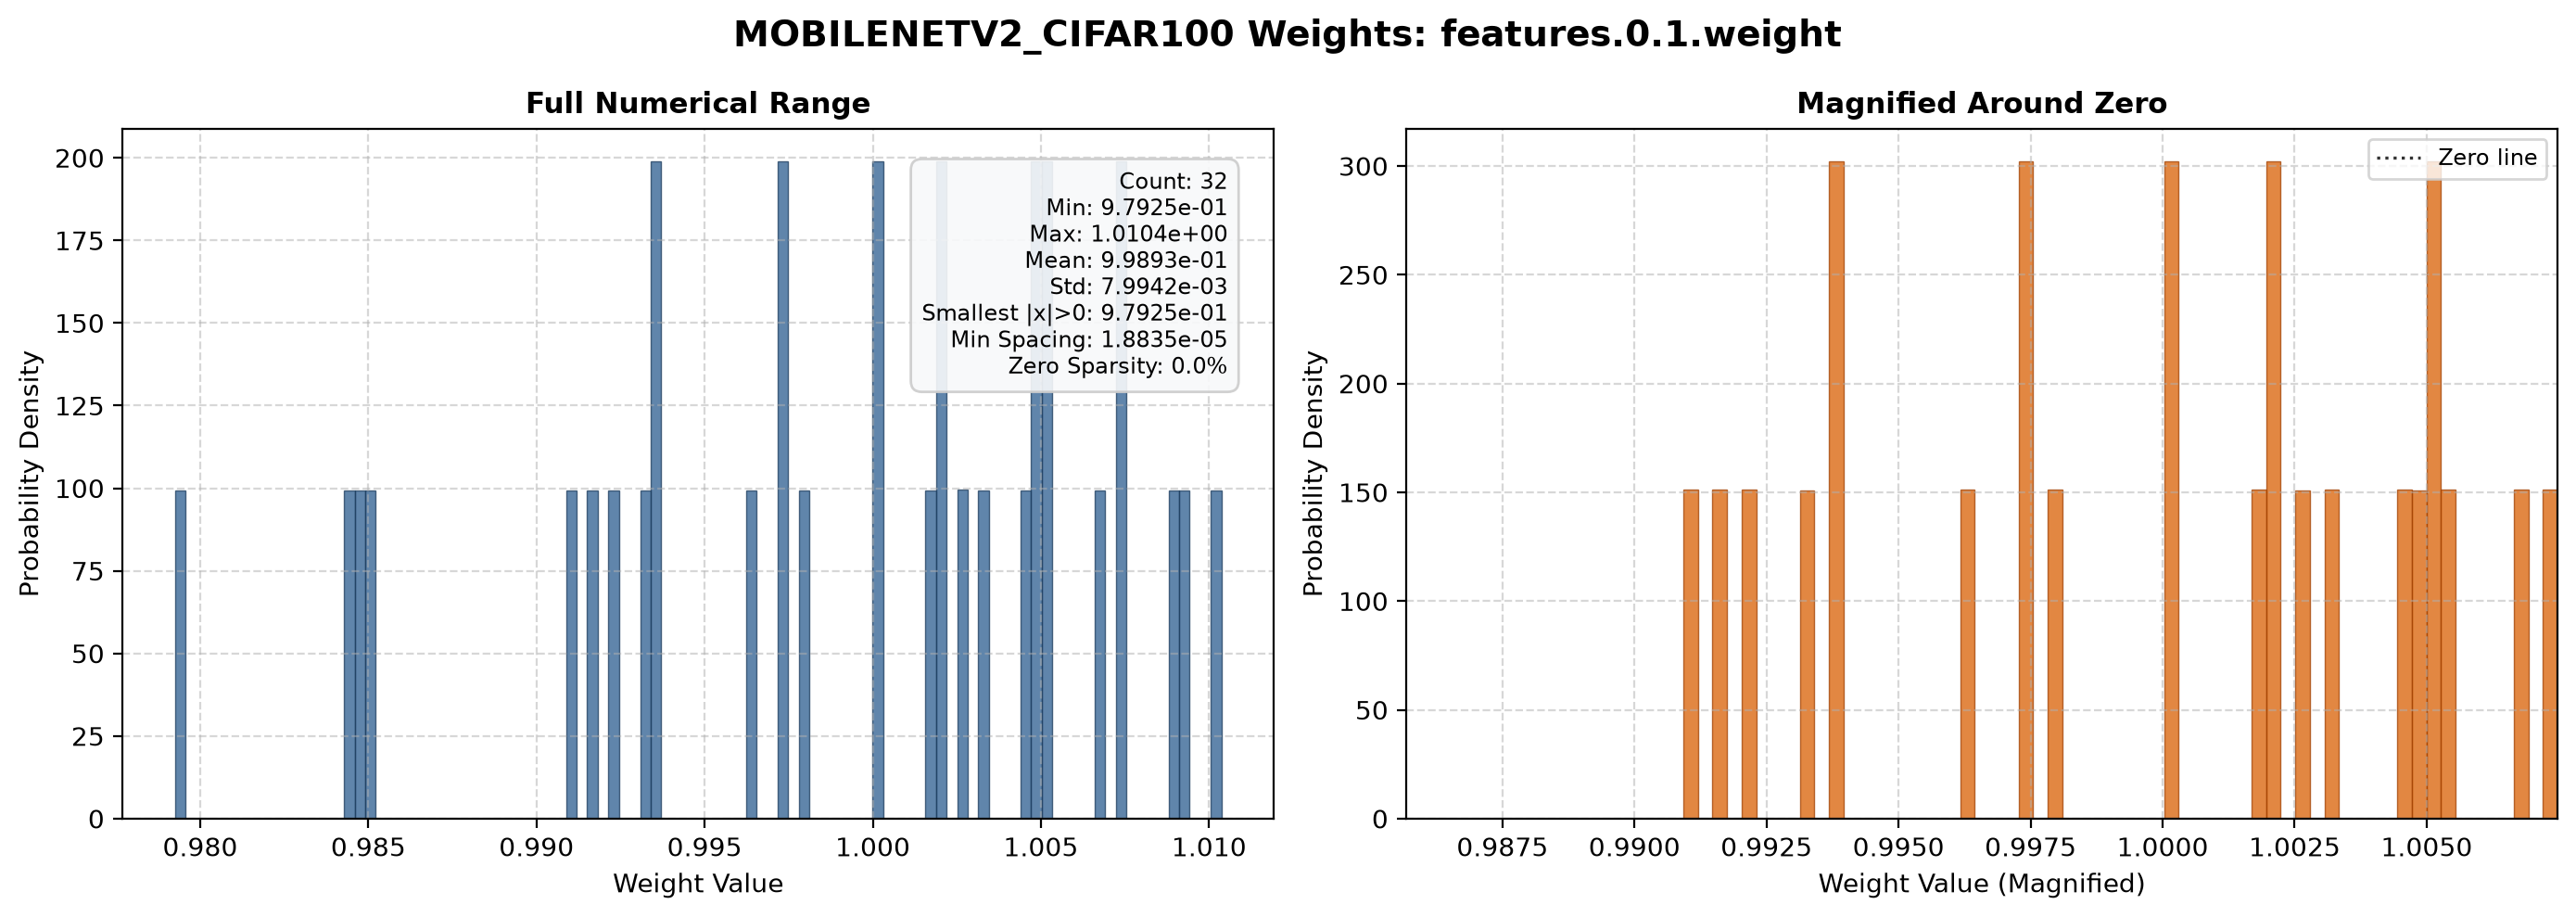 MOBILENETV2_CIFAR100 Weights: features.0.1.weight
Full Numerical Range
200
175
150
125
100
75
50
25
0
Probability Density
Count: 32
Min: 9.7925e-01
Max: 1.0104e+00
Mean: 9.9893e-01
Std: 7.9942e-03
Smallest |x|>0: 9.7925e-01
Min Spacing: 1.8835e-05
Zero Sparsity: 0.0%
0.980 0.985 0.990 0.995 1.000 1.005 1.010
Weight Value
Magnified Around Zero
300
250
200
150
100
50
0
Probability Density
Zero line
0.9875 0.9900 0.9925 0.9950 0.9975 1.0000 1.0025 1.0050
Weight Value (Magnified)